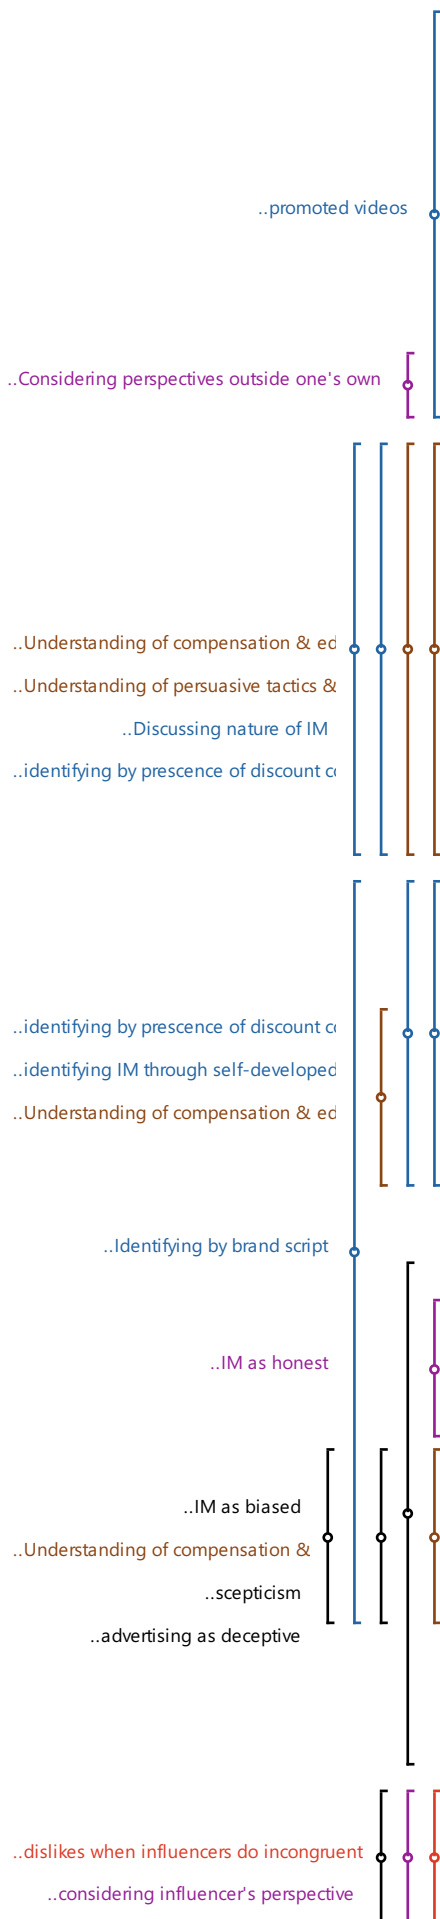 ..promoted videos
..Considering perspectives outside one's own
..Understanding of compensation & ed
..Understanding of persuasive tactics &
..Discussing nature of IM
..identifying by prescence of discount co
..identifying by prescence of discount co
..identifying IM through self-developed
..Understanding of compensation & ed
..Identifying by brand script
..IM as honest
..IM as biased
..Understanding of compensation &
..scepticism
..advertising as deceptive
..dislikes when influencers do incongruent
..considering influencer's perspective